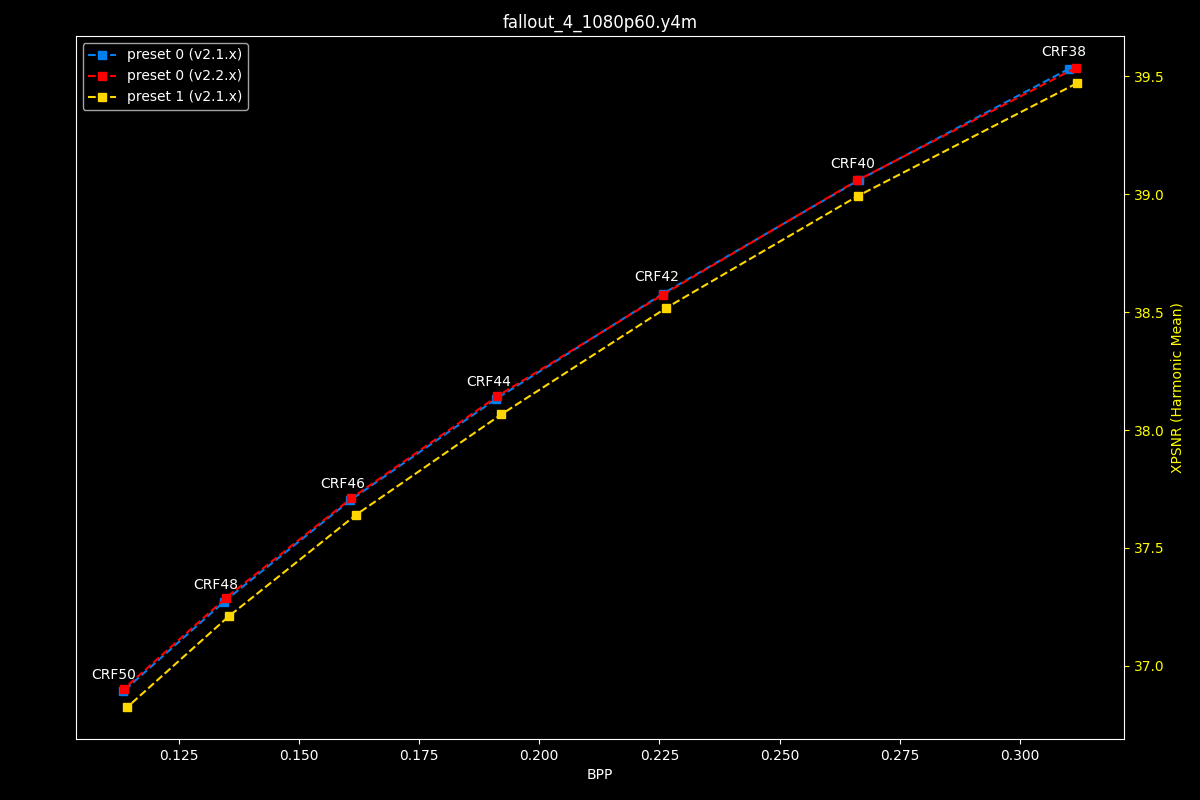 fallout_4_1080p60.y4m
preset 0 (v2.1.x)
preset 0 (v2.2.x)
preset 1 (v2.1.x)
CRF38
CRF40
CRF42
CRF44
CRF46
CRF48
CRF50
39.5
39.0
38.5
38.0
37.5
37.0
XPSNR (Harmonic Mean)
0.125 0.150 0.175 0.200 0.225 0.250 0.275 0.300
BPP